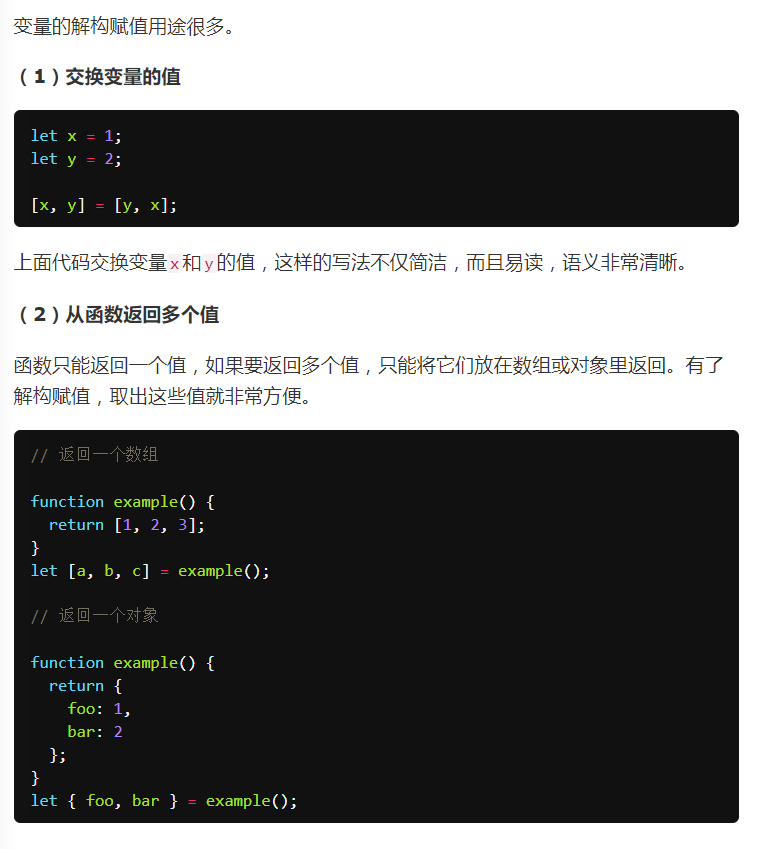 变量的解构赋值用途很多。
（1）交换变量的值
let x = 1;
let y = 2;
[x, y] = [y, x];
上面代码交换变量x和y的值，这样的写法不仅简洁，而且易读，语义非常清晰。
（2）从函数返回多个值
函数只能返回一个值，如果要返回多个值，只能将它们放在数组或对象里返回。有了
解构赋值，取出这些值就非常方便。
// 返回一个数组
function example() {
  return [1, 2, 3];
}
let [a, b, c] = example();
// 返回一个对象
function example() {
  return {
    foo: 1,
    bar: 2
  };
}
let { foo, bar } = example();